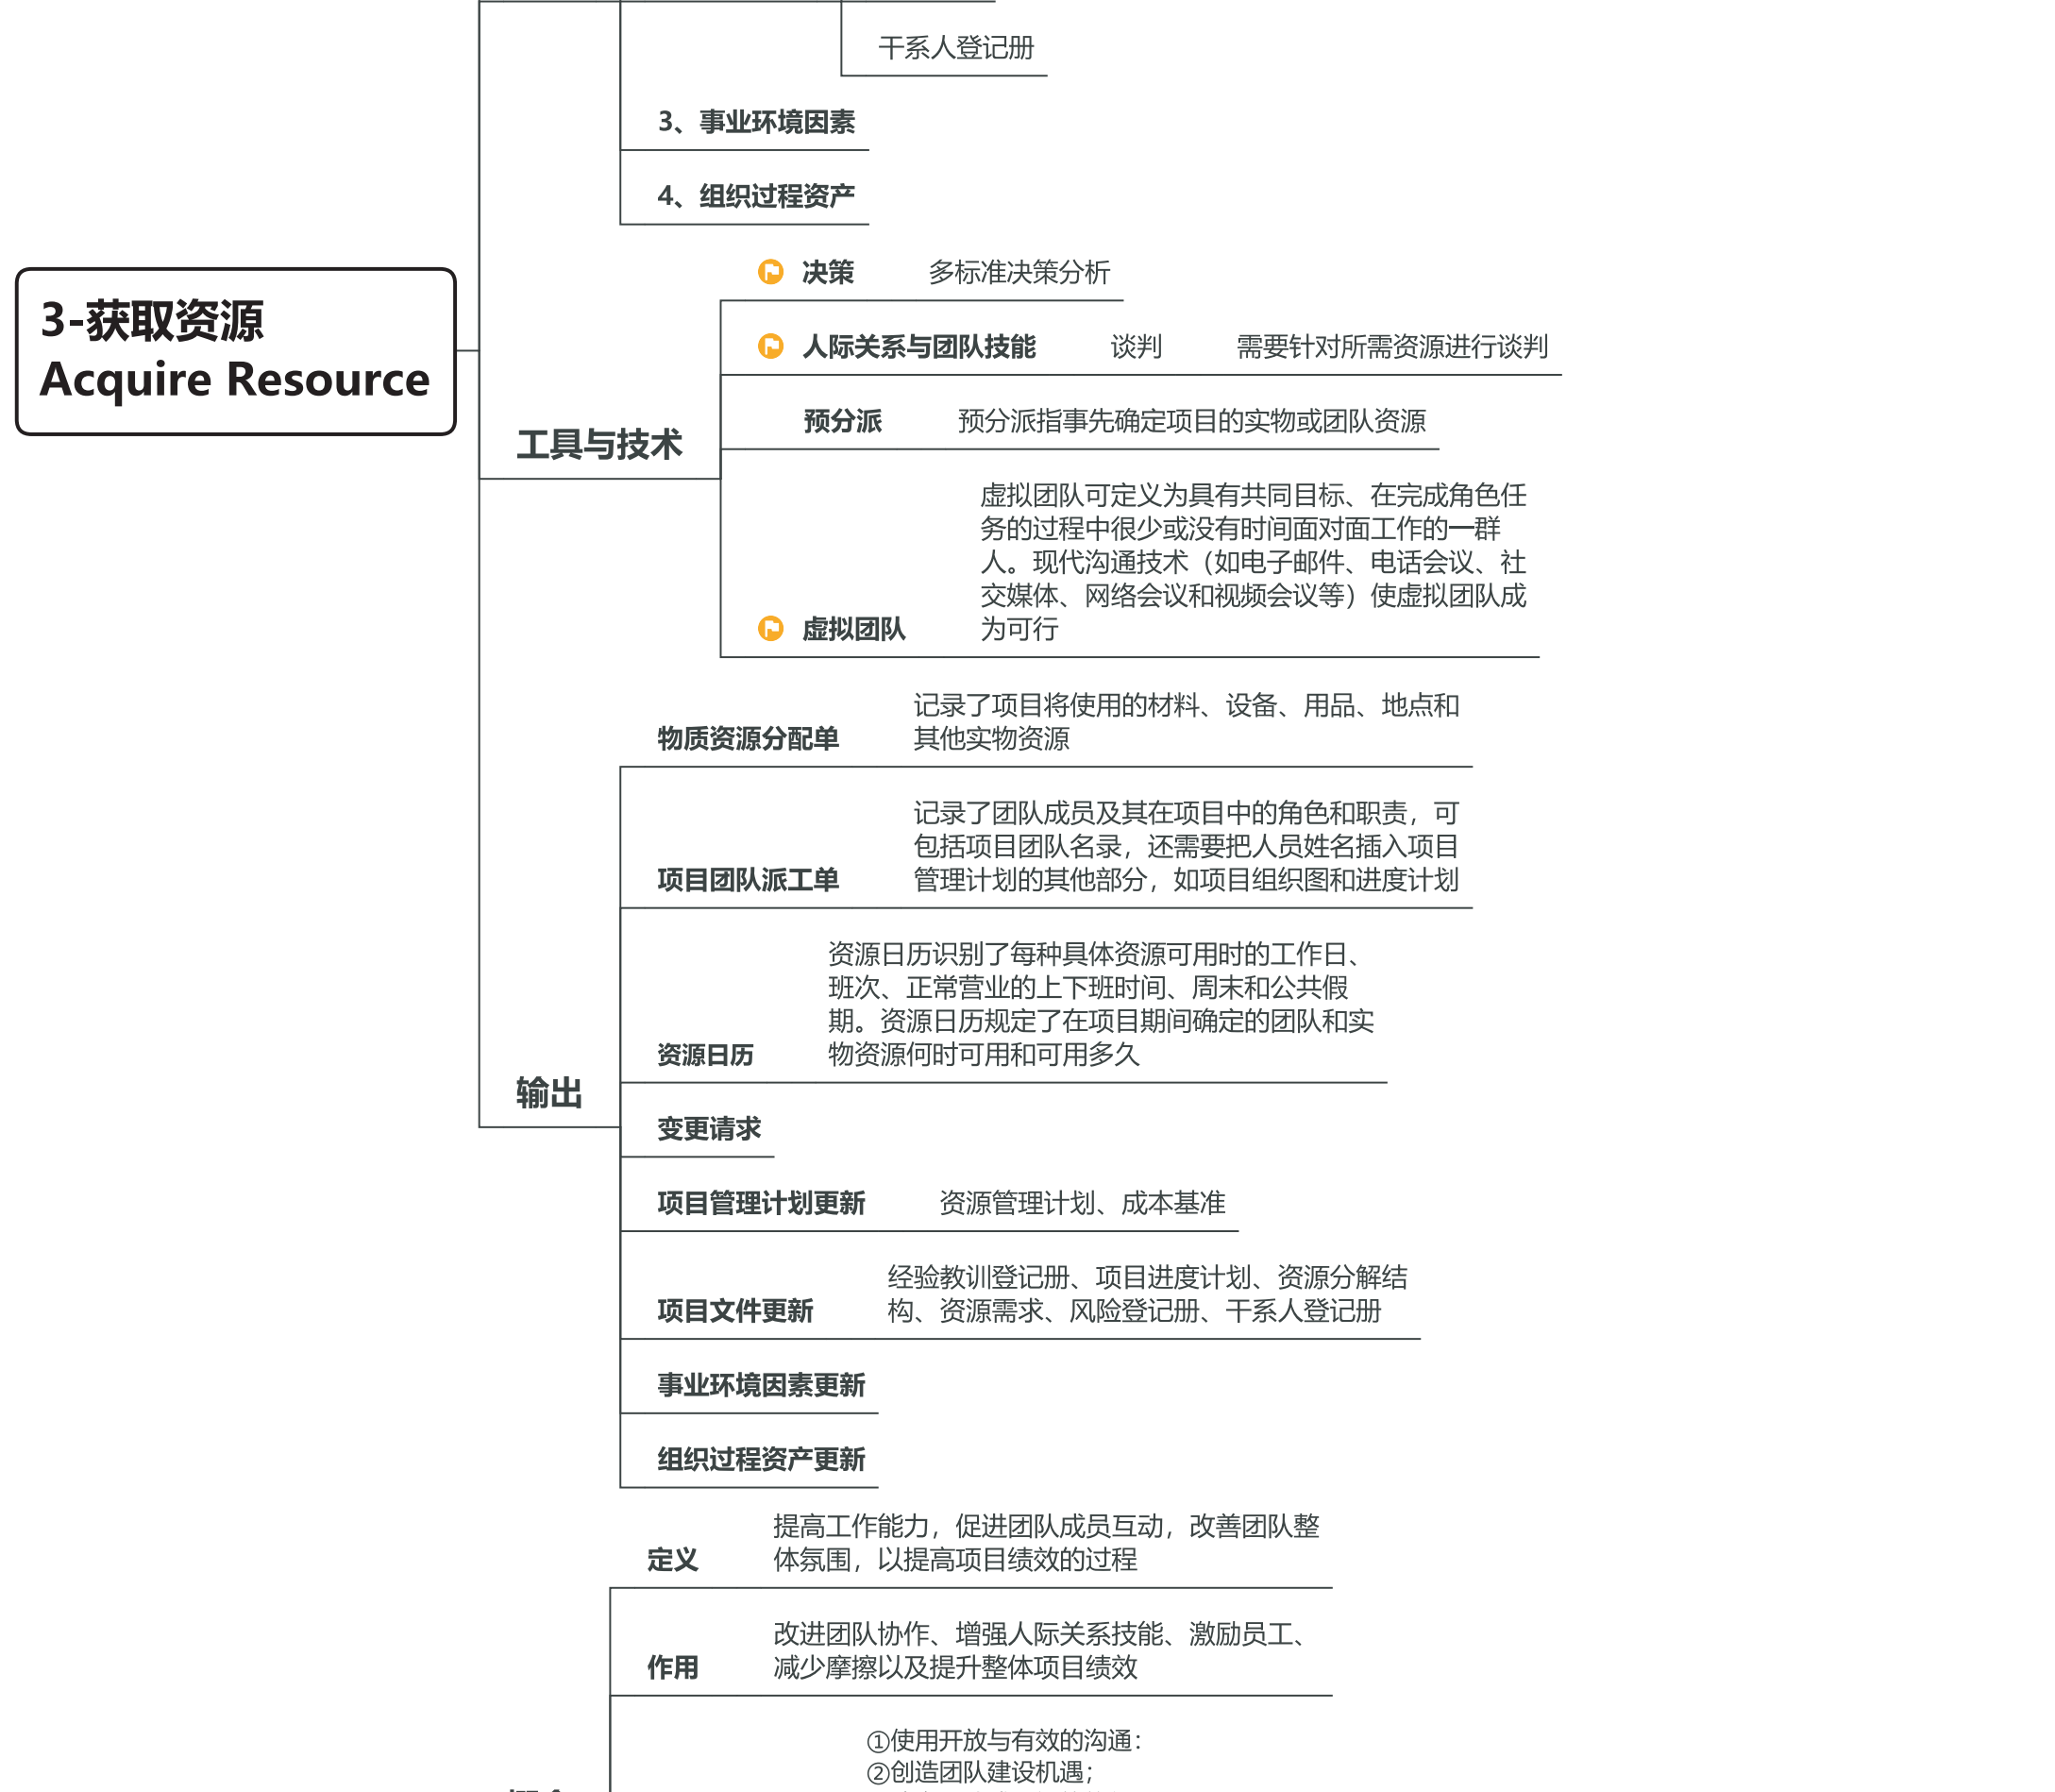 干系人登记册
3、事业环境因素
4、组织过程资产
3-获取资源
Acquire Resource
工具与技术
决策 多标准决策分析
人际关系与团队技能 谈判 需要针对所需资源进行谈判
预分派 预分派指事先确定项目的实物或团队资源
虚拟团队
虚拟团队可定义为具有共同目标、在完成角色任
务的过程中很少或没有时间面对面工作的一群
人。现代沟通技术（如电子邮件、电话会议、社
交媒体、网络会议和视频会议等）使虚拟团队成
为可行
输出
物质资源分配单
记录了项目将使用的材料、设备、用品、地点和
其他实物资源
项目团队派工单
记录了团队成员及其在项目中的角色和职责，可
包括项目团队名录，还需要把人员姓名插入项目
管理计划的其他部分，如项目组织图和进度计划
资源日历
资源日历识别了每种具体资源可用时的工作日、
班次、正常营业的上下班时间、周末和公共假
期。资源日历规定了在项目期间确定的团队和实
物资源何时可用和可用多久
变更请求
项目管理计划更新 资源管理计划、成本基准
项目文件更新
经验教训登记册、项目进度计划、资源分解结
构、资源需求、风险登记册、干系人登记册
事业环境因素更新
组织过程资产更新
定义
提高工作能力，促进团队成员互动，改善团队整
体氛围，以提高项目绩效的过程
作用
改进团队协作、增强人际关系技能、激励员工、
减少摩擦以及提升整体项目绩效
①使用开放与有效的沟通：
②创造团队建设机遇；